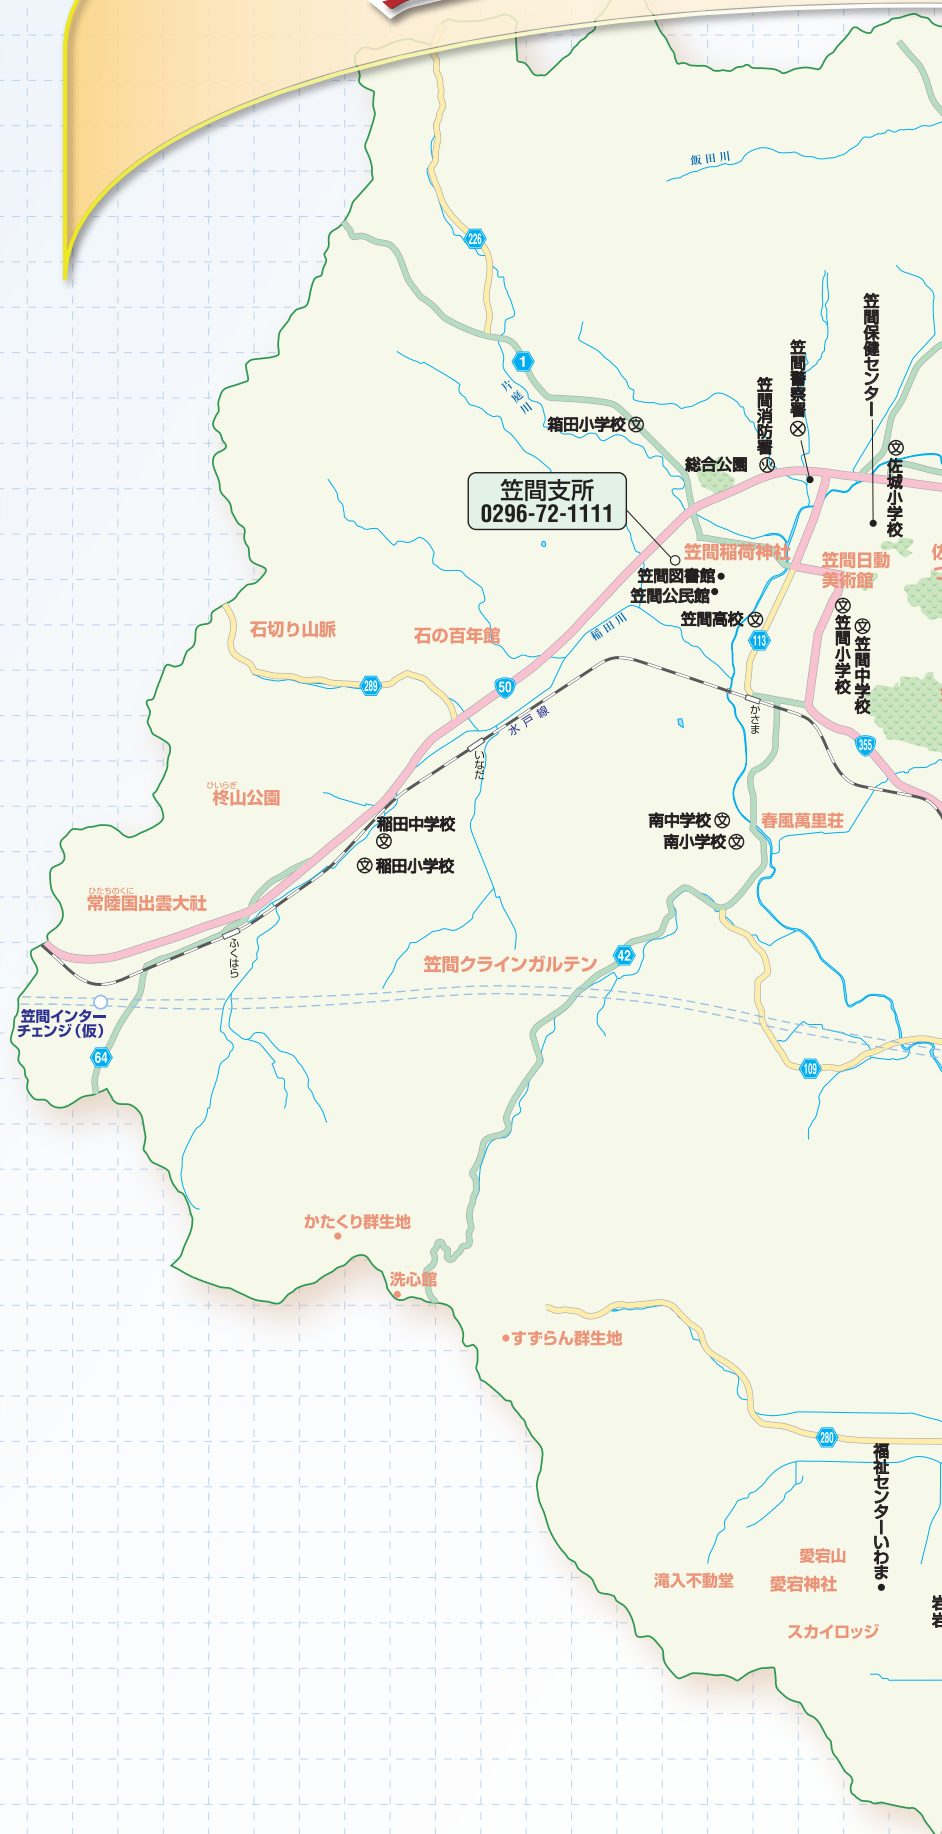 飯田川
226
1
片庭川
箱田小学校
笠間消防署
笠間警察署
笠間保健センター
佐城小学校
総合公園
笠間支所
0296-72-1111
笠間稲荷神社
笠間日動
美術館
笠間図書館
笠間公民館
笠間高校
113
笠間小学校
笠間中学校
石切り山脈
石の百年館
稲田川
289
50
水戸線
かさま
355
いなだ
ひいらぎ
柊山公園
稲田中学校
稲田小学校
南中学校
南小学校
春風萬里荘
ひたちのくに
常陸国出雲大社
ふくはら
笠間クラインガルテン
42
笠間インター
チェンジ（仮）
64
109
かたくり群生地
洗心館
すずらん群生地
280
福祉センターいわま
愛宕山
滝入不動堂
愛宕神社
スカイロッジ